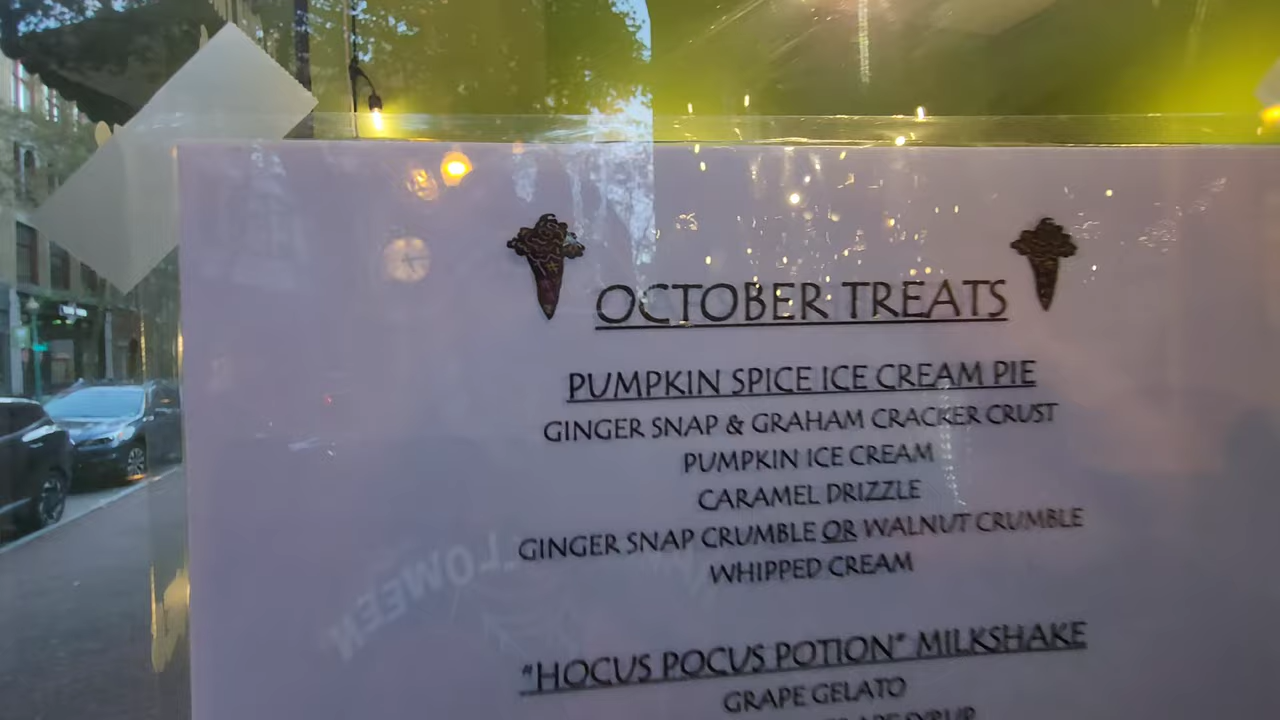 OCTOBER TREATS
PUMPKIN SPICE ICE CREAM PIE
GINGER SNAP & GRAHAM CRACKER CRUST
PUMPKIN ICE CREAM
CARAMEL DRIZZLE
GINGER SNAP CRUMBLE OR WALNUT CRUMBLE
WHIPPED CREAM
"HOCUS POCUS POTION" MILKSHAKE
GRAPE GELATO